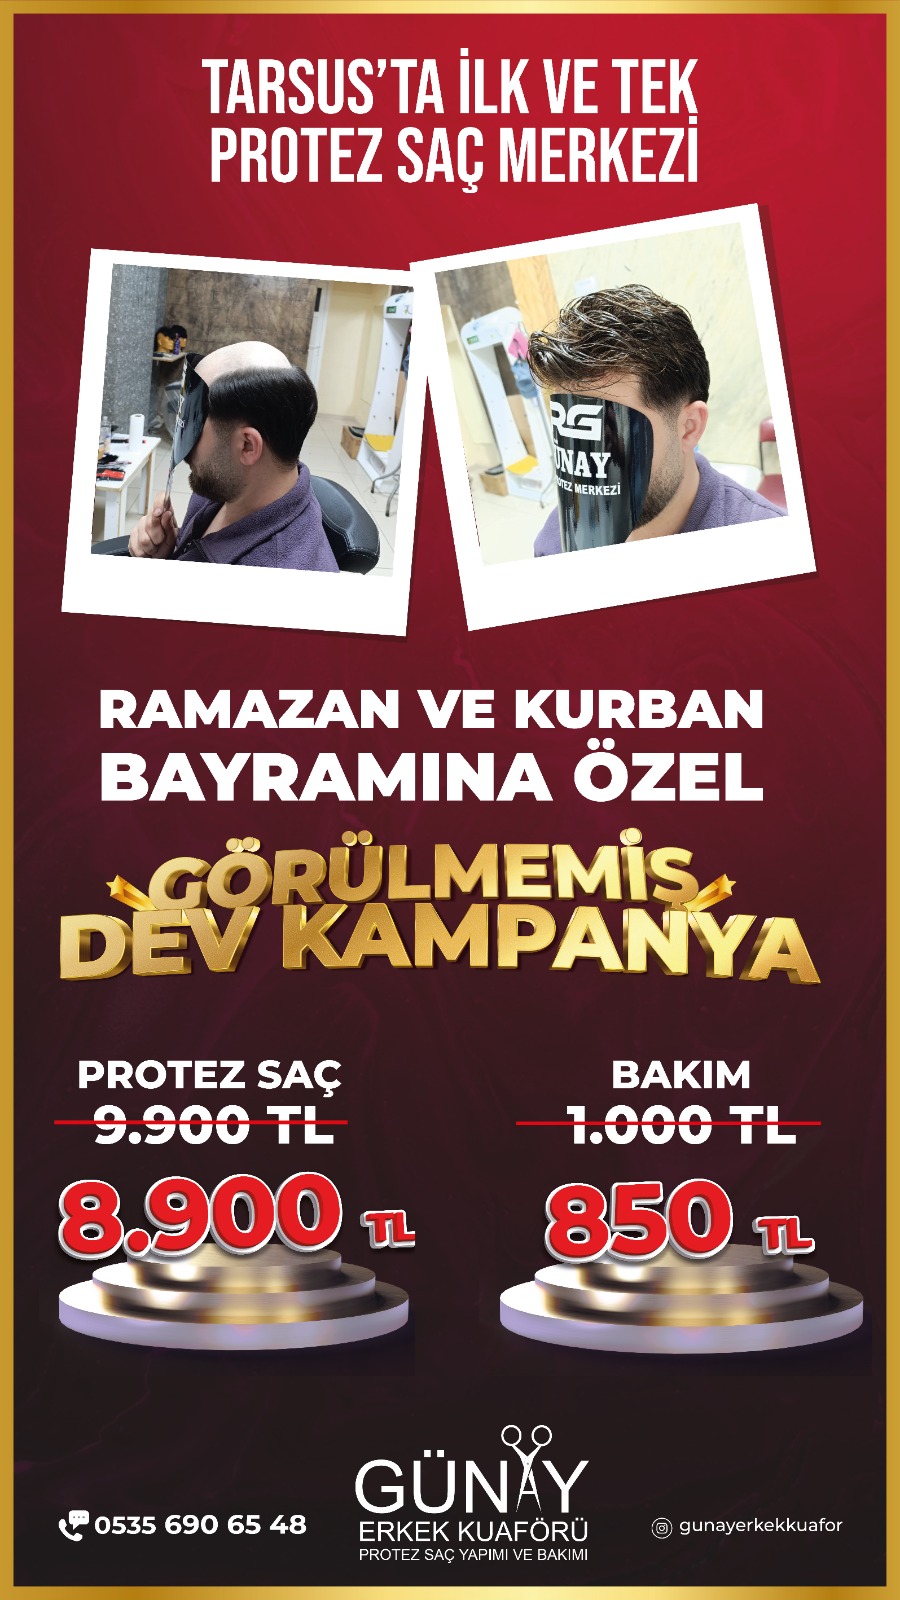 TARSUS'TA İLK VE TEK
PROTEZ SAÇ MERKEZİ
RG
ÜNAY
OTEZ MERKEZİ
RAMAZAN VE KURBAN
BAYRAMINA ÖZEL
GÖRÜLMEMİŞ
DEV KAMPANYA
PROTEZ SAÇ
9.900 TL
8.900 TL
BAKIM
1.000 TL
850 TL
0535 690 65 48
GÜNAY
ERKEK KUAFÖRÜ
PROTEZ SAÇ YAPIMI VE BAKIMI
gunayerkekkuafor